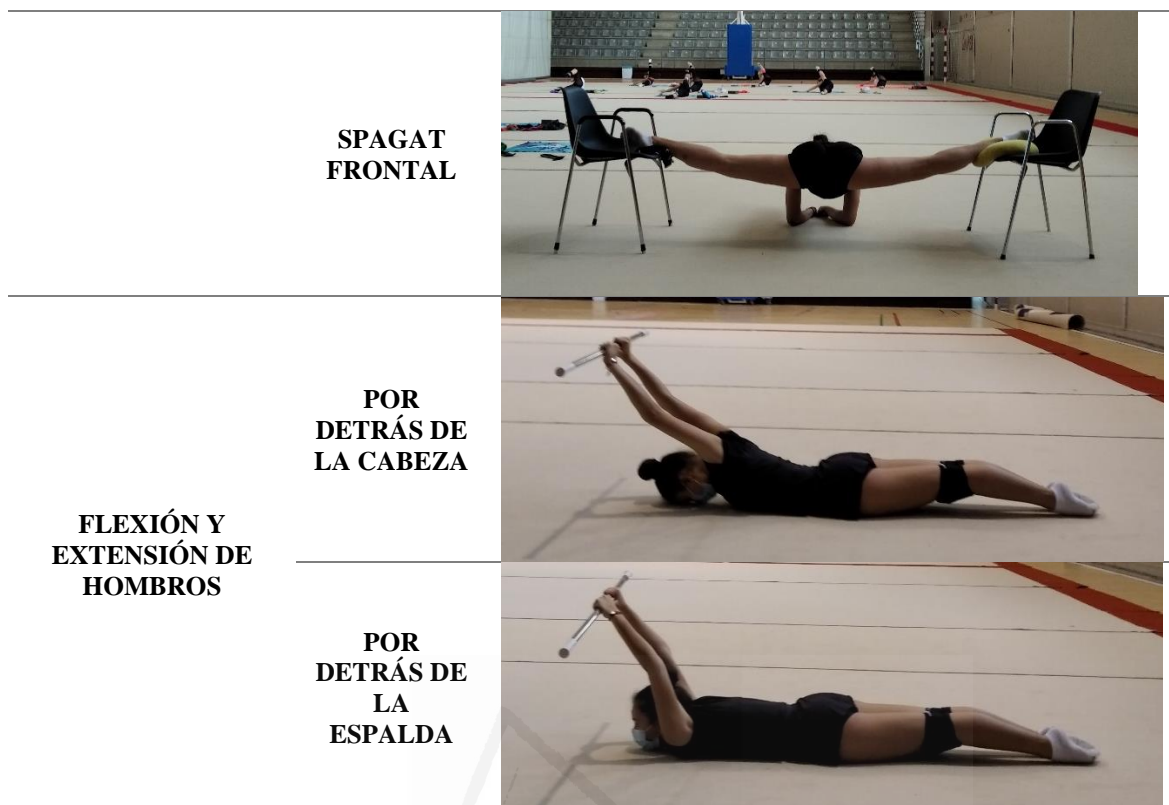 SPAGAT
FRONTAL
FLEXIÓN Y
EXTENSIÓN DE
HOMBROS
POR
DETRÁS DE
LA CABEZA
POR
DETRÁS DE
LA
ESPALDA